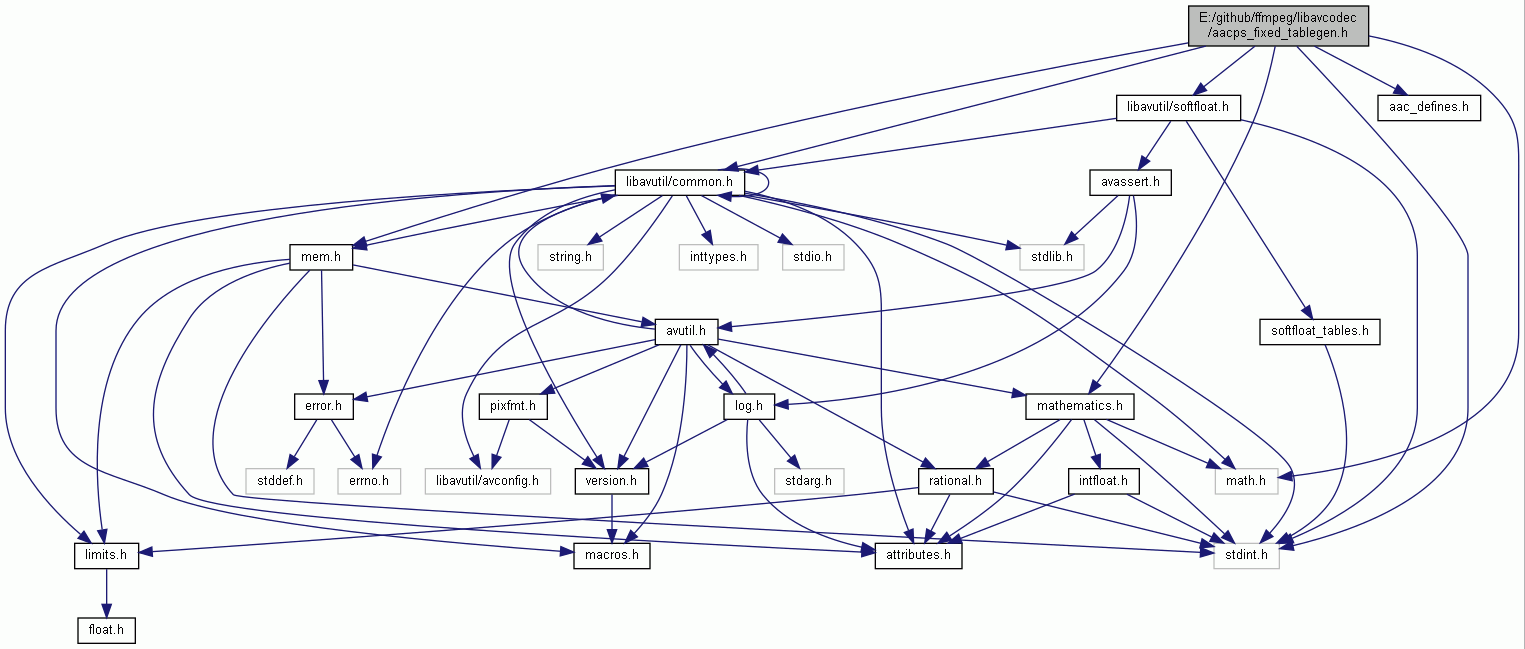 E:/github/ffmpeg/libavcodec
/aacps_fixed_tablegen.h
libavutil/softfloat.h
aac_defines.h
libavutil/common.h
avassert.h
mem.h
string.h
inttypes.h
stdio.h
stdlib.h
avutil.h
softfloat_tables.h
error.h
pixfmt.h
log.h
mathematics.h
stddef.h
errno.h
libavutil/avconfig.h
version.h
stdarg.h
rational.h
intfloat.h
math.h
limits.h
macros.h
attributes.h
stdint.h
float.h